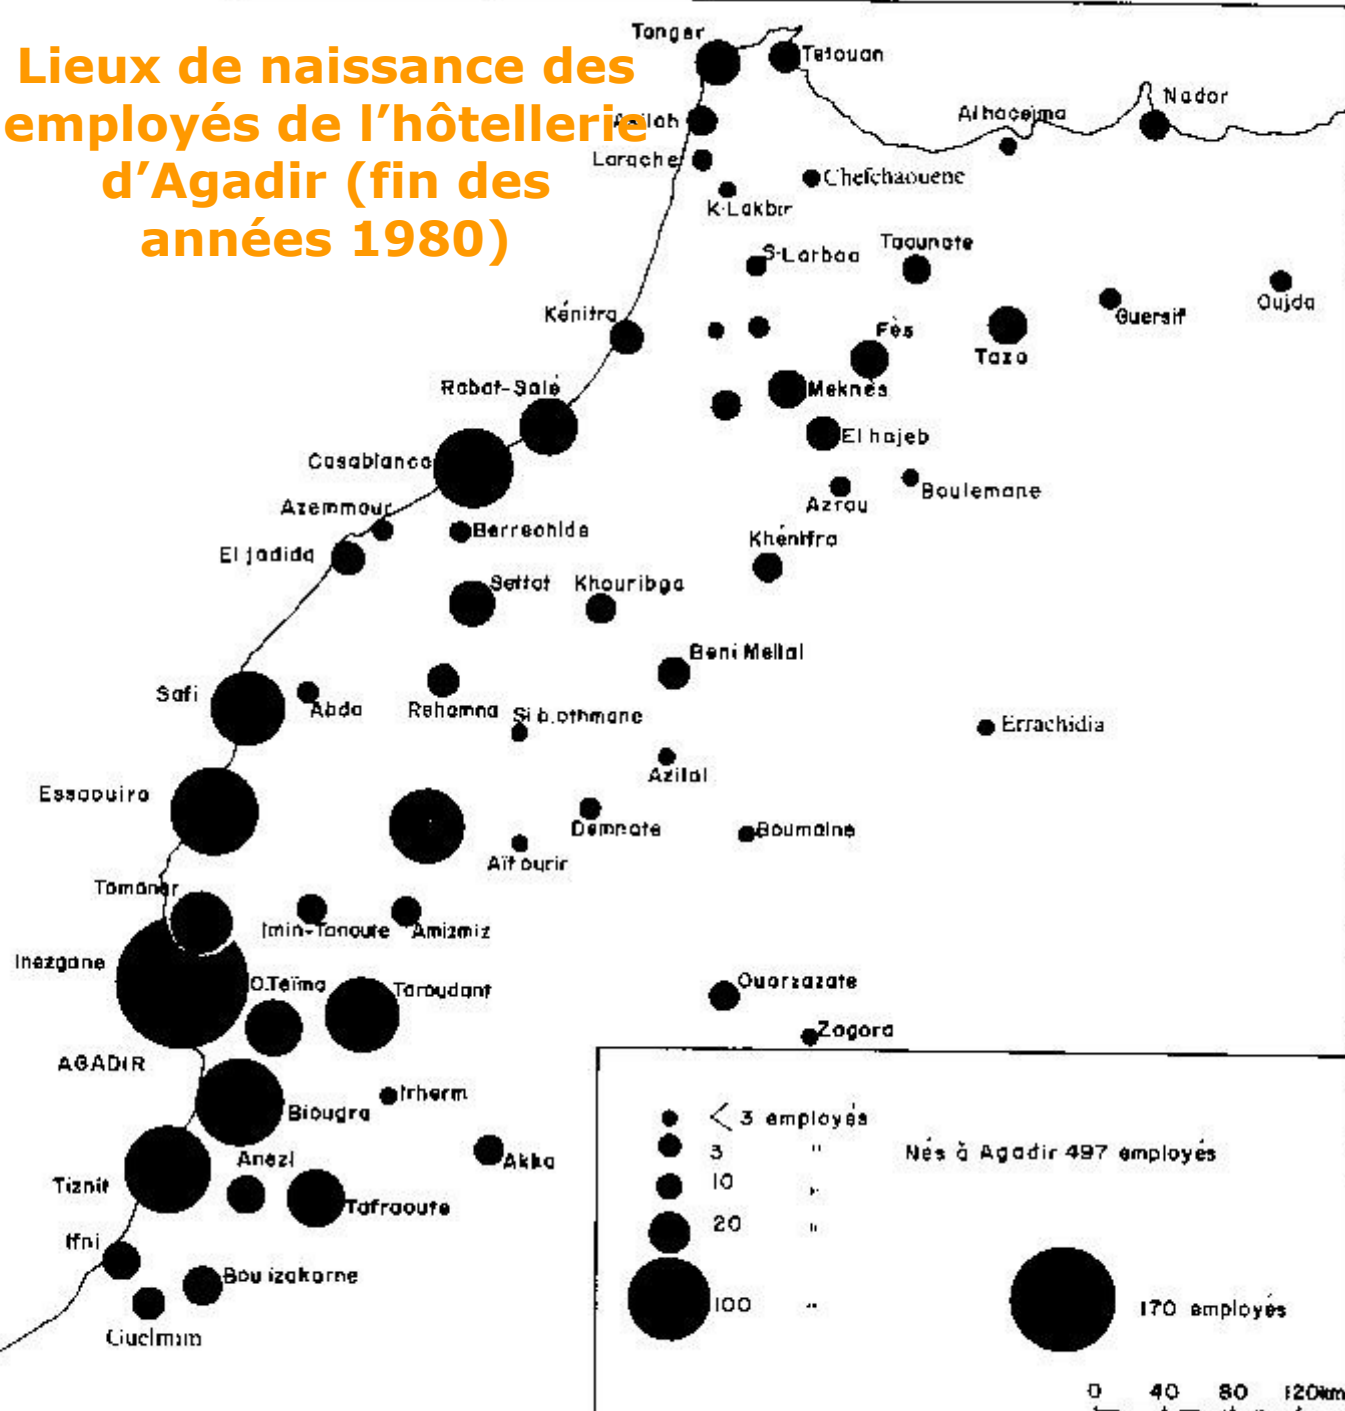 Lieux de naissance des
employés de l’hôtellerie
d’Agadir (fin des
années 1980)
Tanger
Tetouan
Nador
Alhaceima
Larache
Chefchaouene
K.Lakbir
S-Larbaa
Taounate
Oujda
Guersif
Kénitra
Fès
Taza
Rabat-Salé
Meknès
El hajeb
Casablanca
Azrou
Boulemane
Azemmour
Berrechide
Khénifra
El jadida
Settat
Khouribga
Beni Mellal
Safi
Abda
Rehamna
Si b.othmane
Errachidia
Azilal
Essaouira
Demnate
Boumalne
Aït ourir
Tamanar
Imin-Tanoute
Amizmiz
Inezgane
O.Teïma
Taroudant
Ouarzazate
Zagora
AGADIR
Irherm
Biougra
Anezi
Akka
Tiznit
Tafraoute
Ifni
Bouizakarne
Guelmim
< 3 employés
3 "
10 "
20 "
100 "
Nés à Agadir 497 employés
170 employés
0 40 80 120km